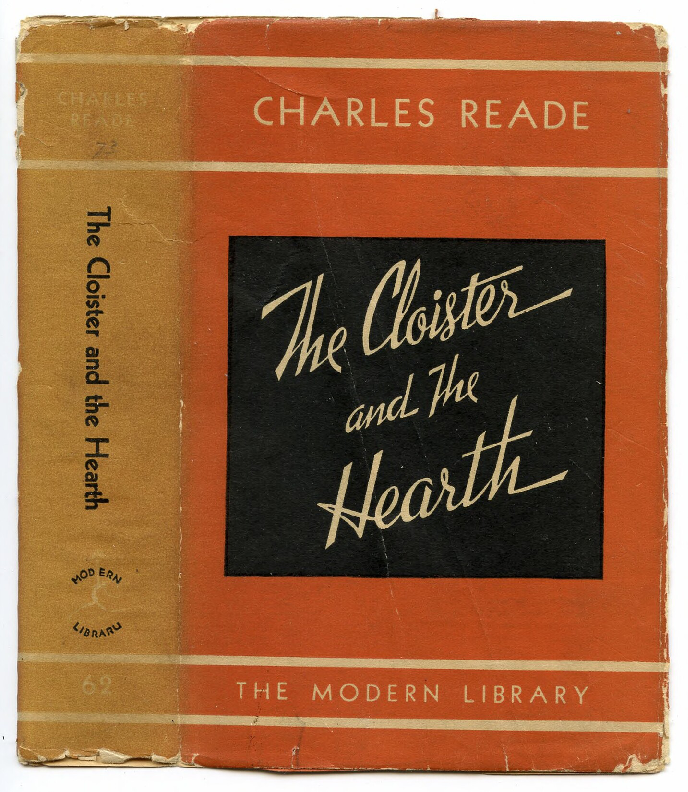 CHARLES
READE
The Cloister and the Hearth
MODERN
LIBRARY
62
CHARLES READE
The Cloister
and The
Hearth
THE MODERN LIBRARY